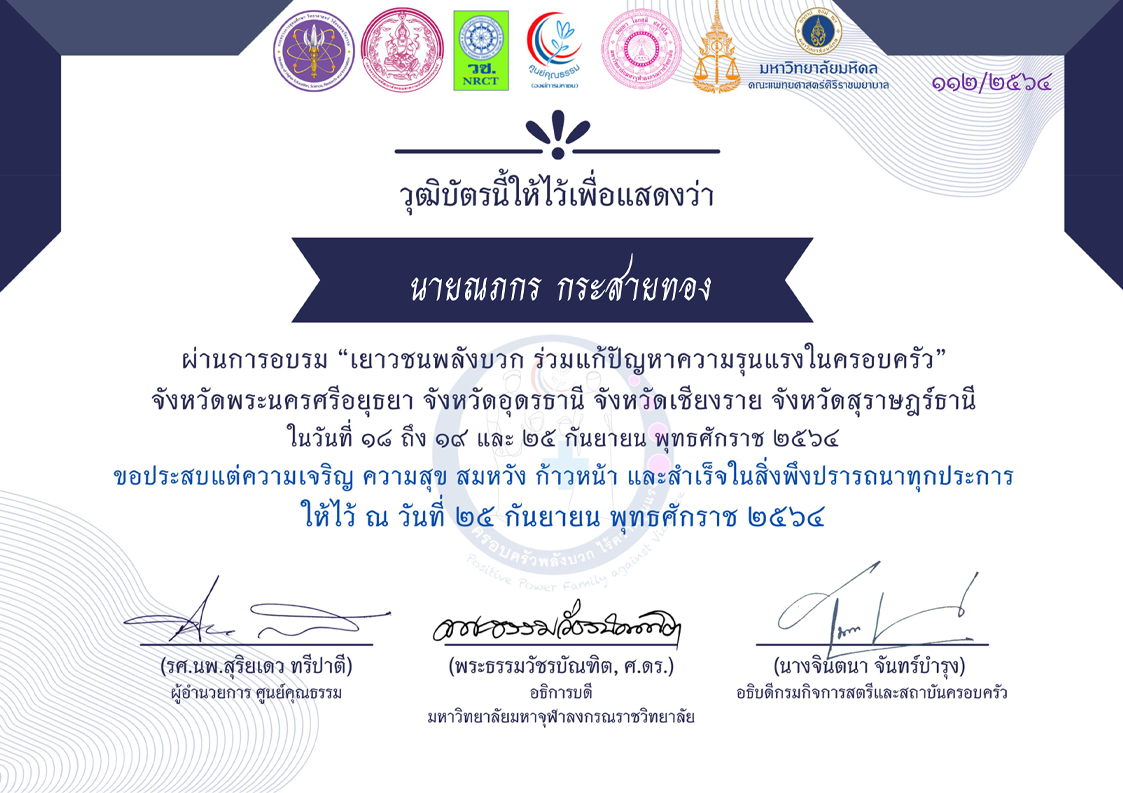 วช.
NRCT
ศูนย์คุณธรรม
(องค์การมหาชน)
มหาวิทยาลัยมหิดล
คณะแพทยศาสตร์ศิริราชพยาบาล
๑๑๒/๒๕๖๔
วุฒิบัตรนี้ให้ไว้เพื่อแสดงว่า
นายณภกร กระสายทอง
ผ่านการอบรม “เยาวชนพลังบวก ร่วมแก้ปัญหาความรุนแรงในครอบครัว”
จังหวัดพระนครศรีอยุธยา จังหวัดอุดรธานี จังหวัดเชียงราย จังหวัดสุราษฎร์ธานี
ในวันที่ ๑๘ ถึง ๑๙ และ ๒๕ กันยายน พุทธศักราช ๒๕๖๔
ขอประสบแต่ความเจริญ ความสุข สมหวัง ก้าวหน้า และสำเร็จในสิ่งพึงปรารถนาทุกประการ
ให้ไว้ ณ วันที่ ๒๕ กันยายน พุทธศักราช ๒๕๖๔
ครอบครัวพลังบวก ไร้ความรุนแรง
Positive Power Family against Violence
(รศ.นพ.สุริยเดว ทรีปาตี)
ผู้อำนวยการ ศูนย์คุณธรรม
(พระธรรมวัชรบัณฑิต, ศ.ดร.)
อธิการบดี
มหาวิทยาลัยมหาจุฬาลงกรณราชวิทยาลัย
(นางจินตนา จันทร์บำรุง)
อธิบดีกรมกิจการสตรีและสถาบันครอบครัว